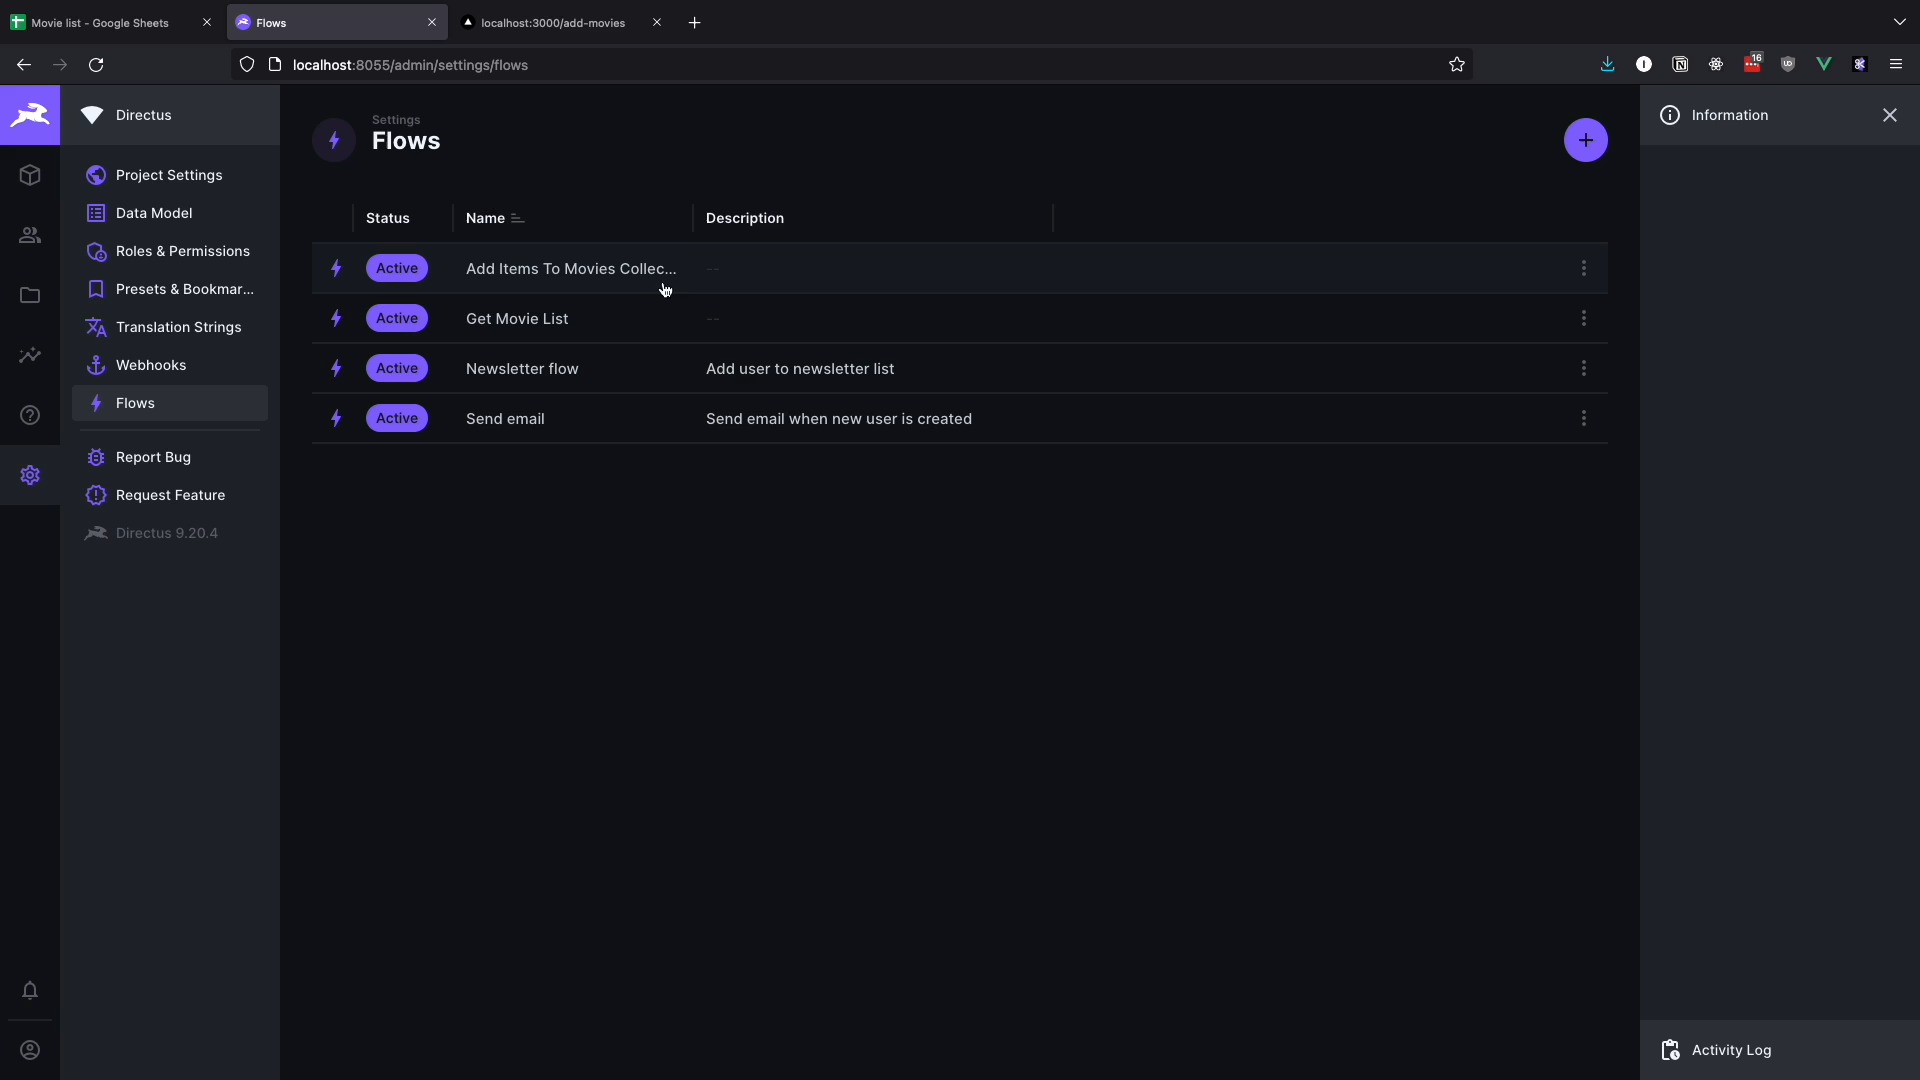 Movie list - Google Sheets
Flows
localhost:3000/add-movies
localhost:8055/admin/settings/flows
16
Directus
Project Settings
Data Model
Roles & Permissions
Presets & Bookmar...
Translation Strings
Webhooks
Flows
Report Bug
Request Feature
Directus 9.20.4
Settings
Flows
Status Name Description
Active Add Items To Movies Collec... --
Active Get Movie List --
Active Newsletter flow Add user to newsletter list
Active Send email Send email when new user is created
Information
Activity Log